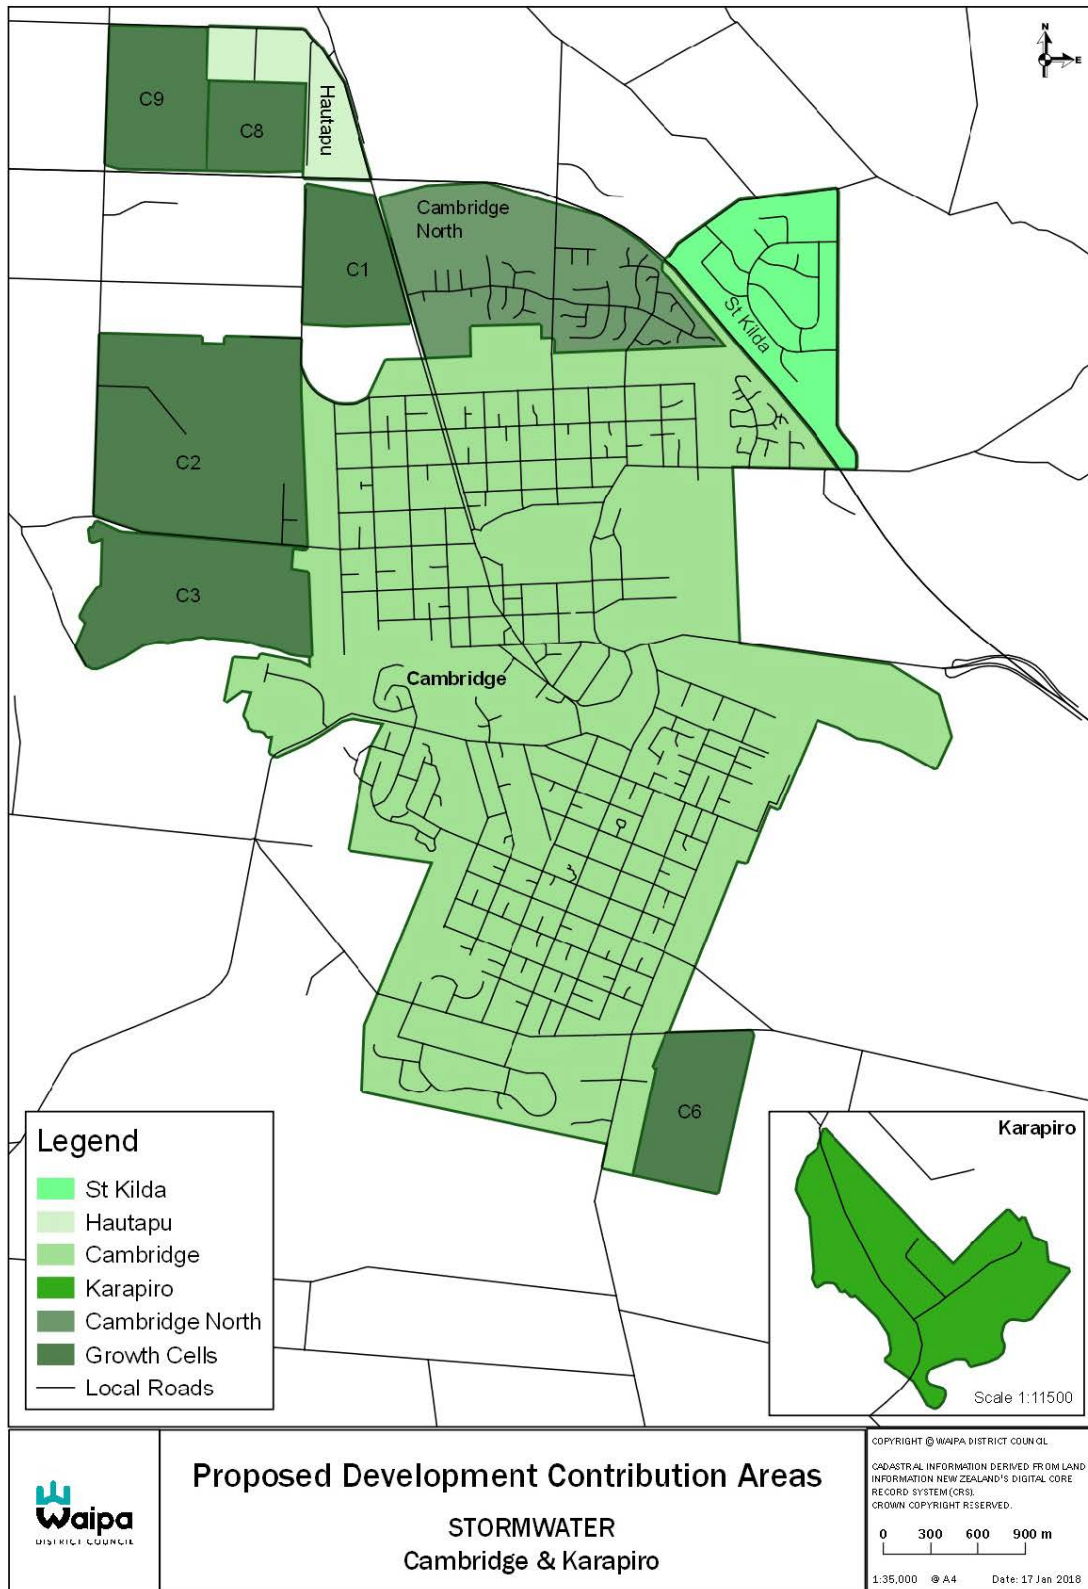 N
E
C9
C8
Hautapu
Cambridge
North
C1
St Kilda
C2
C3
Cambridge
C6
Legend
St Kilda
Hautapu
Cambridge
Karapiro
Cambridge North
Growth Cells
Local Roads
Karapiro
Scale 1:11500
Waipa
DISTRICT COUNCIL
Proposed Development Contribution Areas
STORMWATER
Cambridge & Karapiro
COPYRIGHT © WAIPA DISTRICT COUNCIL
CADASTRAL INFORMATION DERIVED FROM LAND
INFORMATION NEW ZEALAND'S DIGITAL CORE
RECORD SYSTEM (CRS).
CROWN COPYRIGHT RESERVED.
0 300 600 900 m
1:35,000 @ A4 Date: 17 Jan 2018